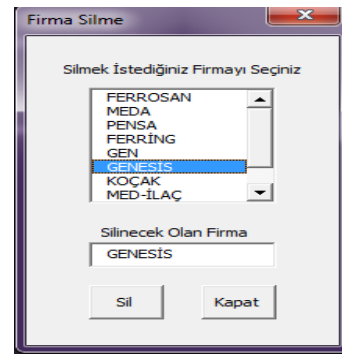 Firma Silme
Silmek İstediğiniz Firmayı Seçiniz
FERROSAN
MEDA
PENSA
FERRİNG
GEN
GENESİS
KOÇAK
MED-İLAÇ
Silinecek Olan Firma
GENESİS
Sil
Kapat